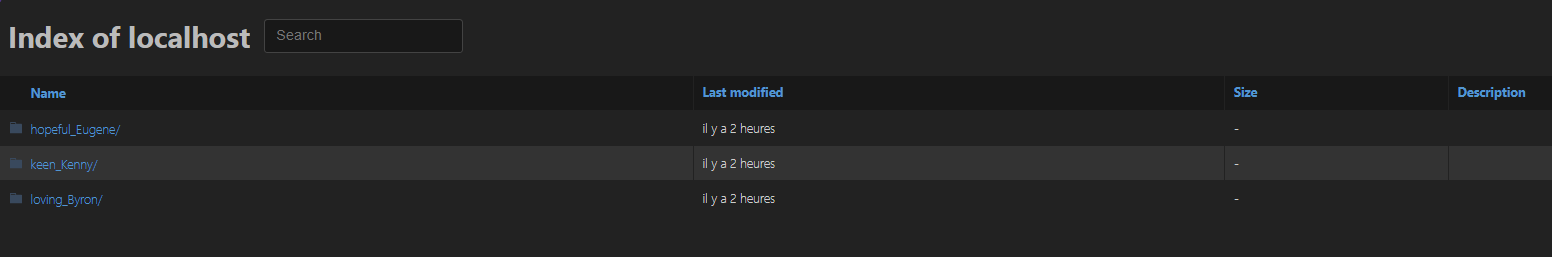 Index of localhost Search
Name Last modified Size Description
hopeful_Eugene/ il y a 2 heures -
keen_Kenny/ il y a 2 heures -
loving_Byron/ il y a 2 heures -